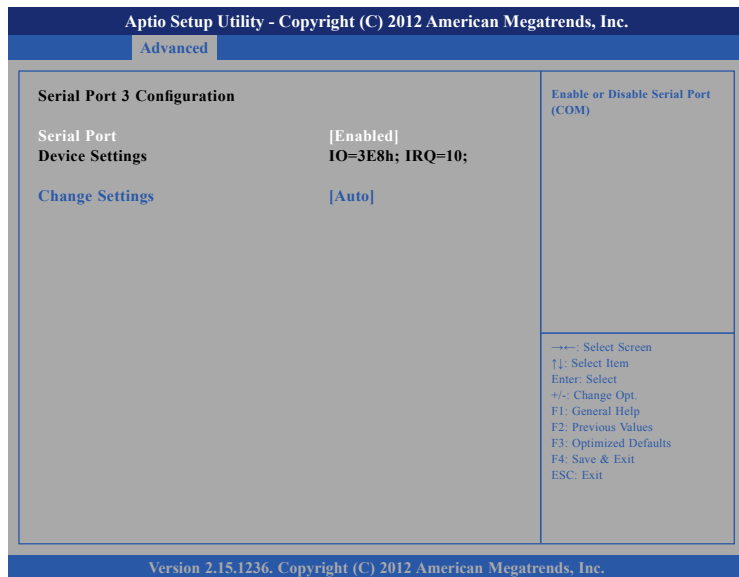 Aptio Setup Utility - Copyright (C) 2012 American Megatrends, Inc.
Advanced
Serial Port 3 Configuration
Serial Port [Enabled]
Device Settings IO=3E8h; IRQ=10;
Change Settings [Auto]
Enable or Disable Serial Port
(COM)
→←: Select Screen
↑↓: Select Item
Enter: Select
+/-: Change Opt.
F1: General Help
F2: Previous Values
F3: Optimized Defaults
F4: Save & Exit
ESC: Exit
Version 2.15.1236. Copyright (C) 2012 American Megatrends, Inc.